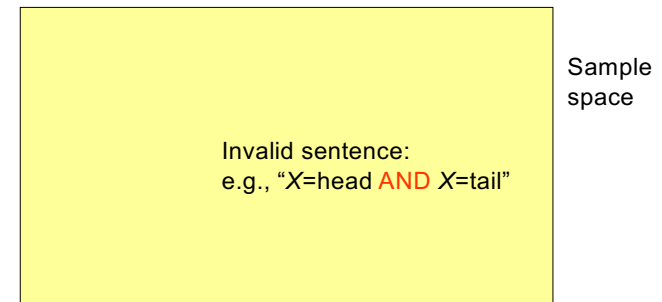 Sample
space
Invalid sentence:
e.g., “X=head AND X=tail”